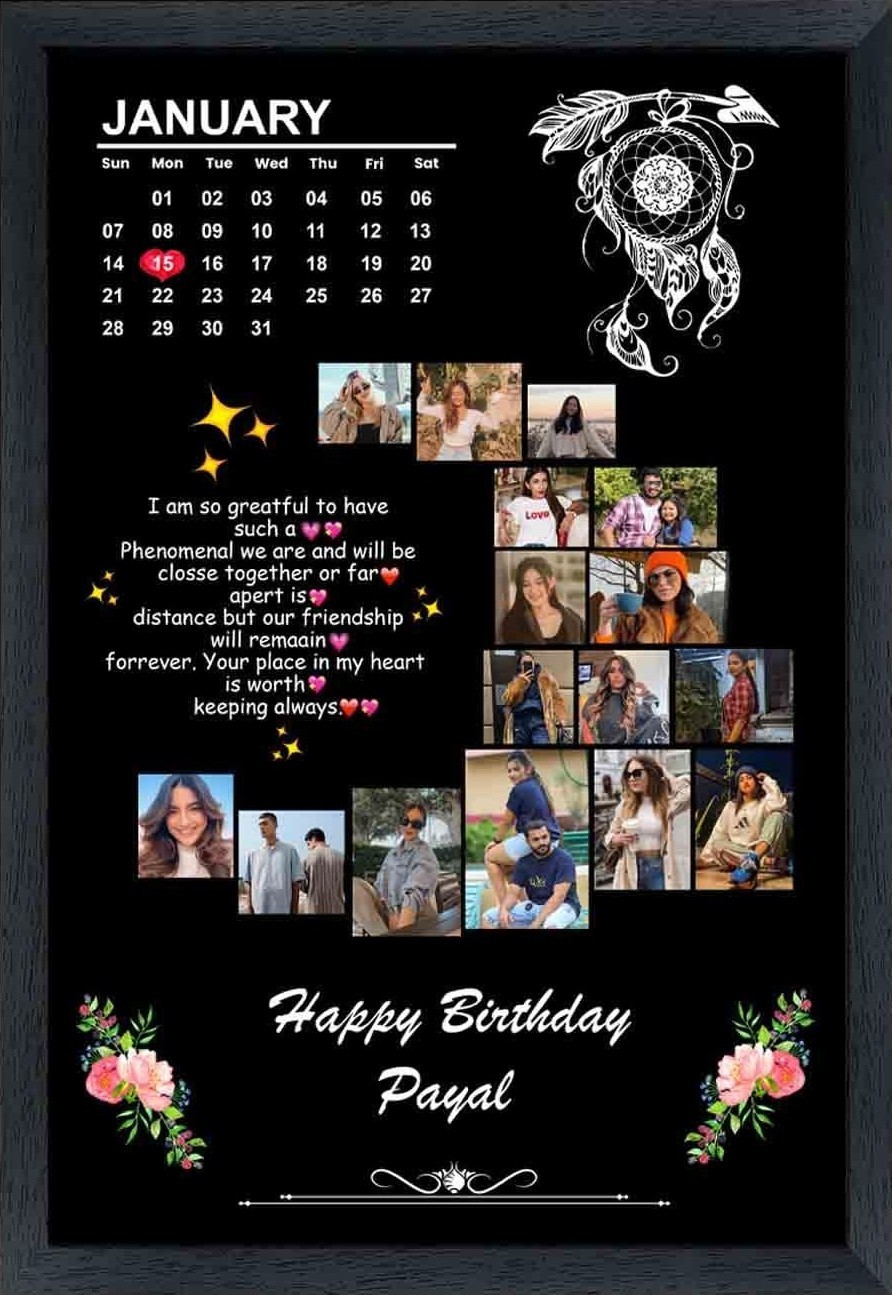 JANUARY
Sun Mon Tue Wed Thu Fri Sat
01 02 03 04 05 06
07 08 09 10 11 12 13
14 15 16 17 18 19 20
21 22 23 24 25 26 27
28 29 30 31
I am so greatful to have
such a💗💖
Phenomenal we are and will be
closse together or far❤️
apert is💖
distance but our friendship
will remaain💗
forrever. Your place in my heart
is worth💖
keeping always.❤️💖
LOVE
Happy Birthday
Payal